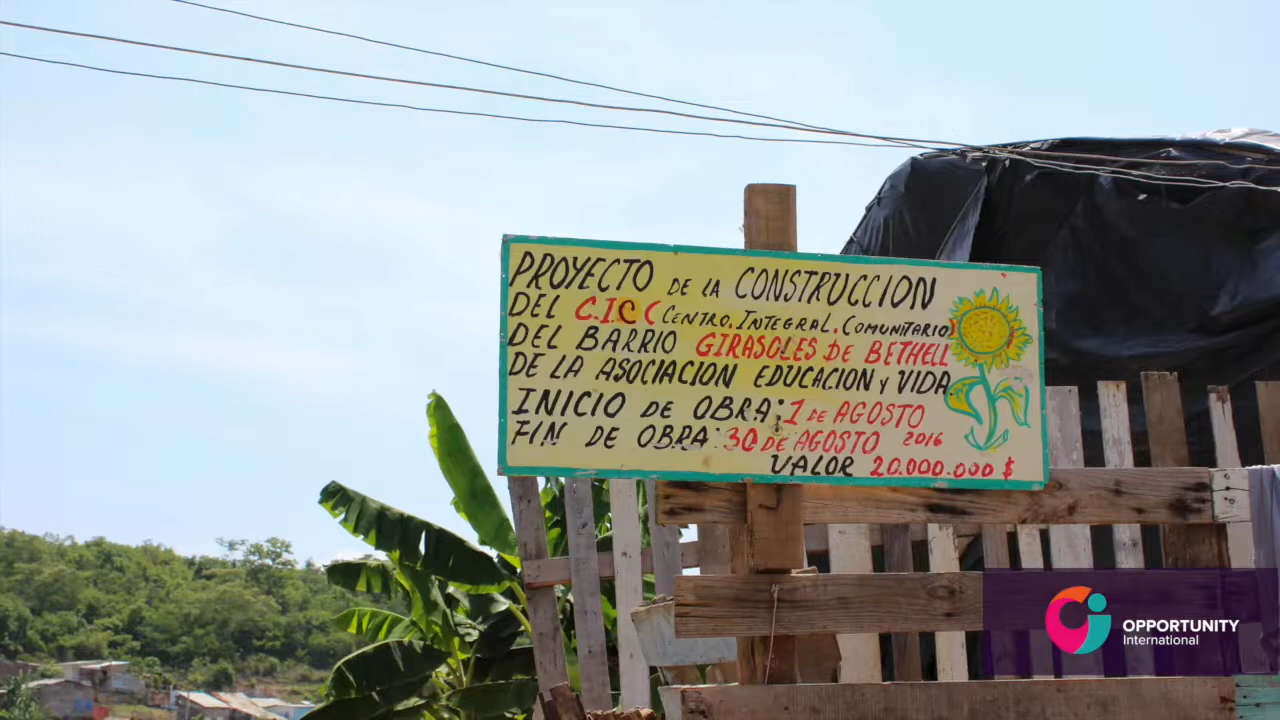 PROYECTO DE LA CONSTRUCCION
DEL C.I.C ( CENTRO.INTEGRAL.COMUNITARIO)
DEL BARRIO GIRASOLES DE BETHELL
DE LA ASOCIACION EDUCACION Y VIDA.
INICIO DE OBRA: 1 DE AGOSTO
FIN DE OBRA: 30 DE AGOSTO 2016
VALOR 20.000.000 $
OPPORTUNITY
International